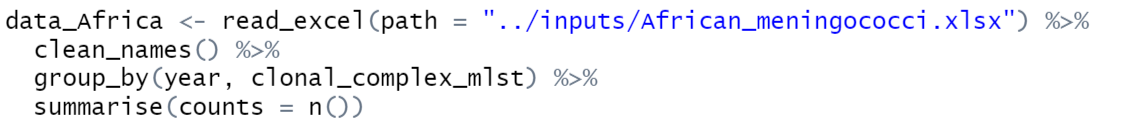 data_Africa <- read_excel(path = "../inputs/African_meningococci.xlsx") %>%
  clean_names() %>%
  group_by(year, clonal_complex_mlst) %>%
  summarise(counts = n())